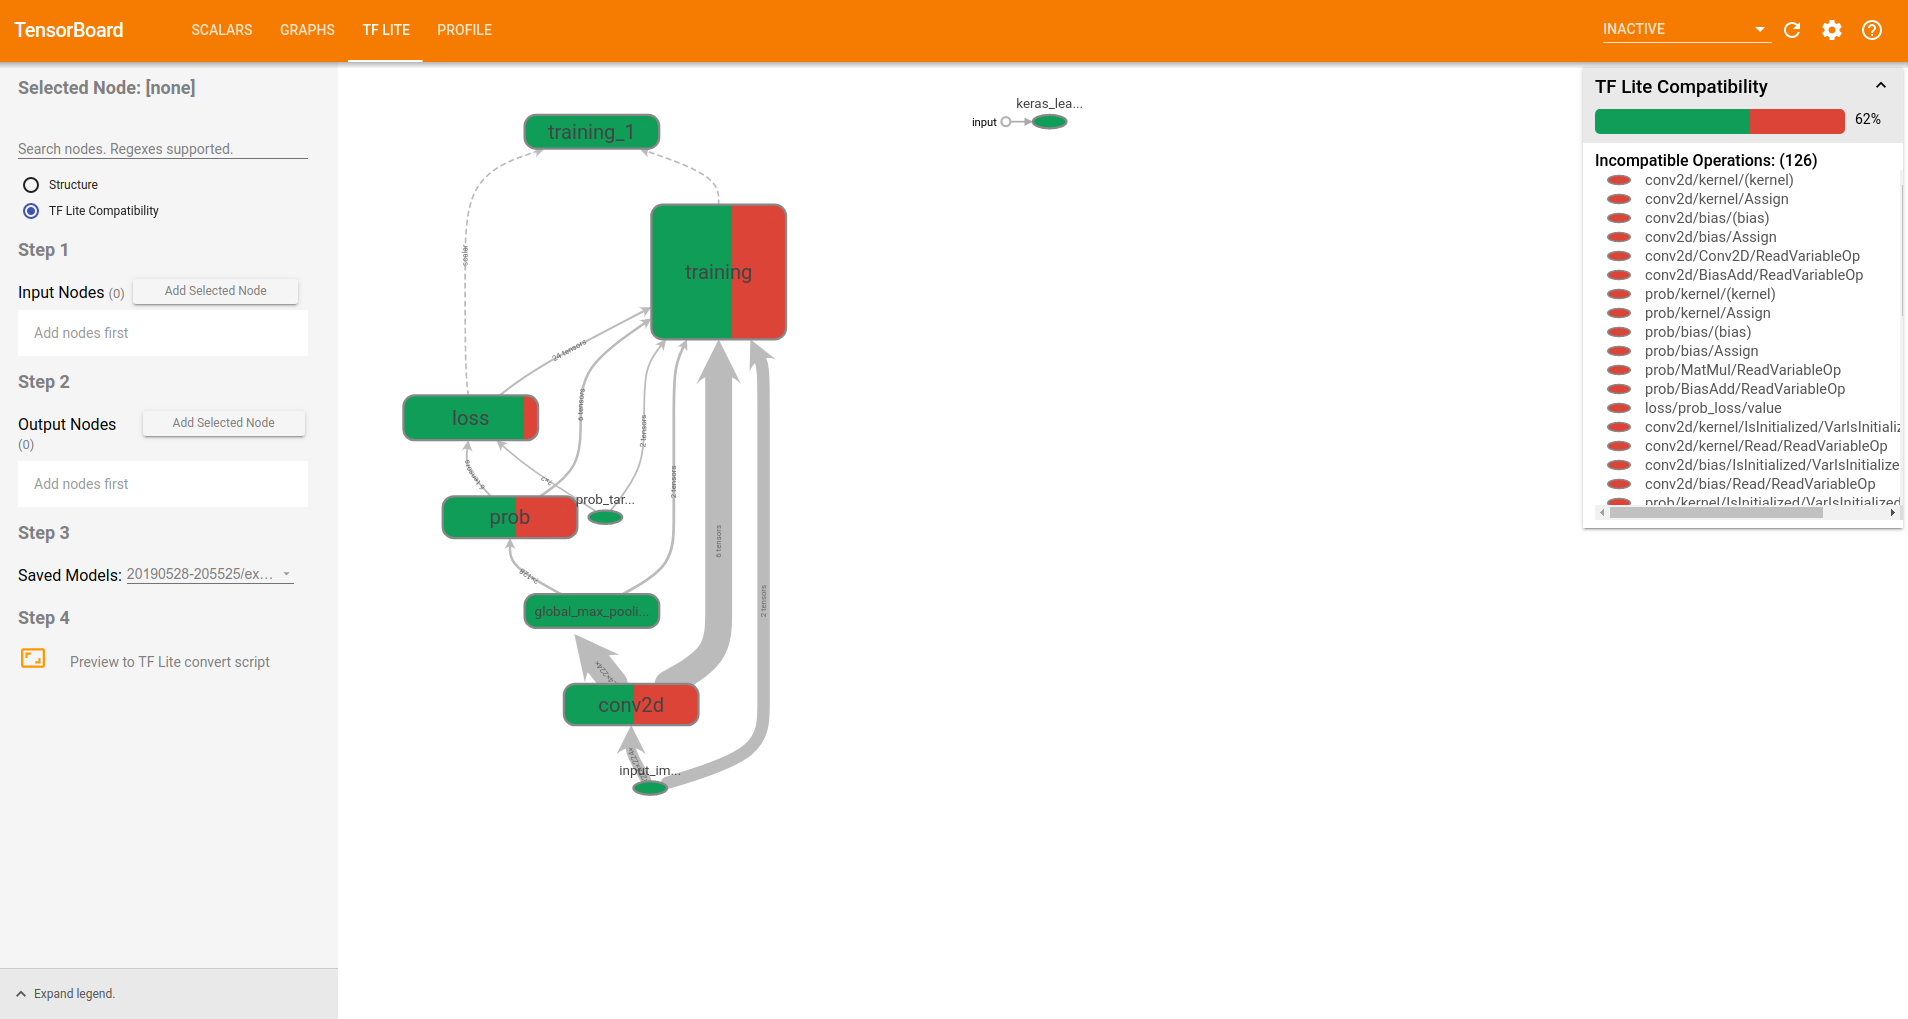 TensorBoard
SCALARS
GRAPHS
TF LITE
PROFILE
INACTIVE
Selected Node: [none]
Search nodes. Regexes supported.
Structure
TF Lite Compatibility
Step 1
Input Nodes (0)
Add Selected Node
Add nodes first
Step 2
Output Nodes
(0)
Add Selected Node
Add nodes first
Step 3
Saved Models: 20190528-205525/ex...
Step 4
Preview to TF Lite convert script
Expand legend.
training_1
keras_lea...
input
scalar
training
24 tensors
loss
6 tensors
2 tensors
2 tensors
6 tensors
prob_tar...
prob
6 tensors
2 tensors
?×128
global_max_pooli...
conv2d
input_im...
TF Lite Compatibility
62%
Incompatible Operations: (126)
conv2d/kernel/(kernel)
conv2d/kernel/Assign
conv2d/bias/(bias)
conv2d/bias/Assign
conv2d/Conv2D/ReadVariableOp
conv2d/BiasAdd/ReadVariableOp
prob/kernel/(kernel)
prob/kernel/Assign
prob/bias/(bias)
prob/bias/Assign
prob/MatMul/ReadVariableOp
prob/BiasAdd/ReadVariableOp
loss/prob_loss/value
conv2d/kernel/IsInitialized/VarIsInitializ
conv2d/kernel/Read/ReadVariableOp
conv2d/bias/IsInitialized/VarIsInitialize
conv2d/bias/Read/ReadVariableOp
prob/kernel/IsInitialized/VarIsInitialized